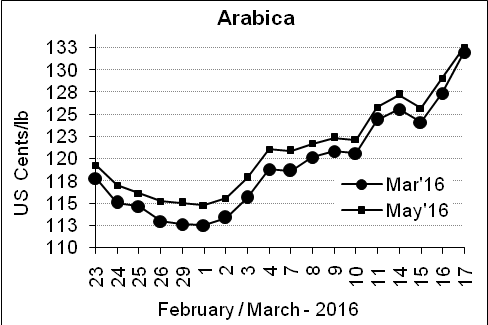 Arabica
133
130
128
125
123
120
118
115
113
110
US Cents/lb
Mar'16
May'16
23 24 25 26 29 1 2 3 4 7 8 9 10 11 14 15 16 17
February / March - 2016